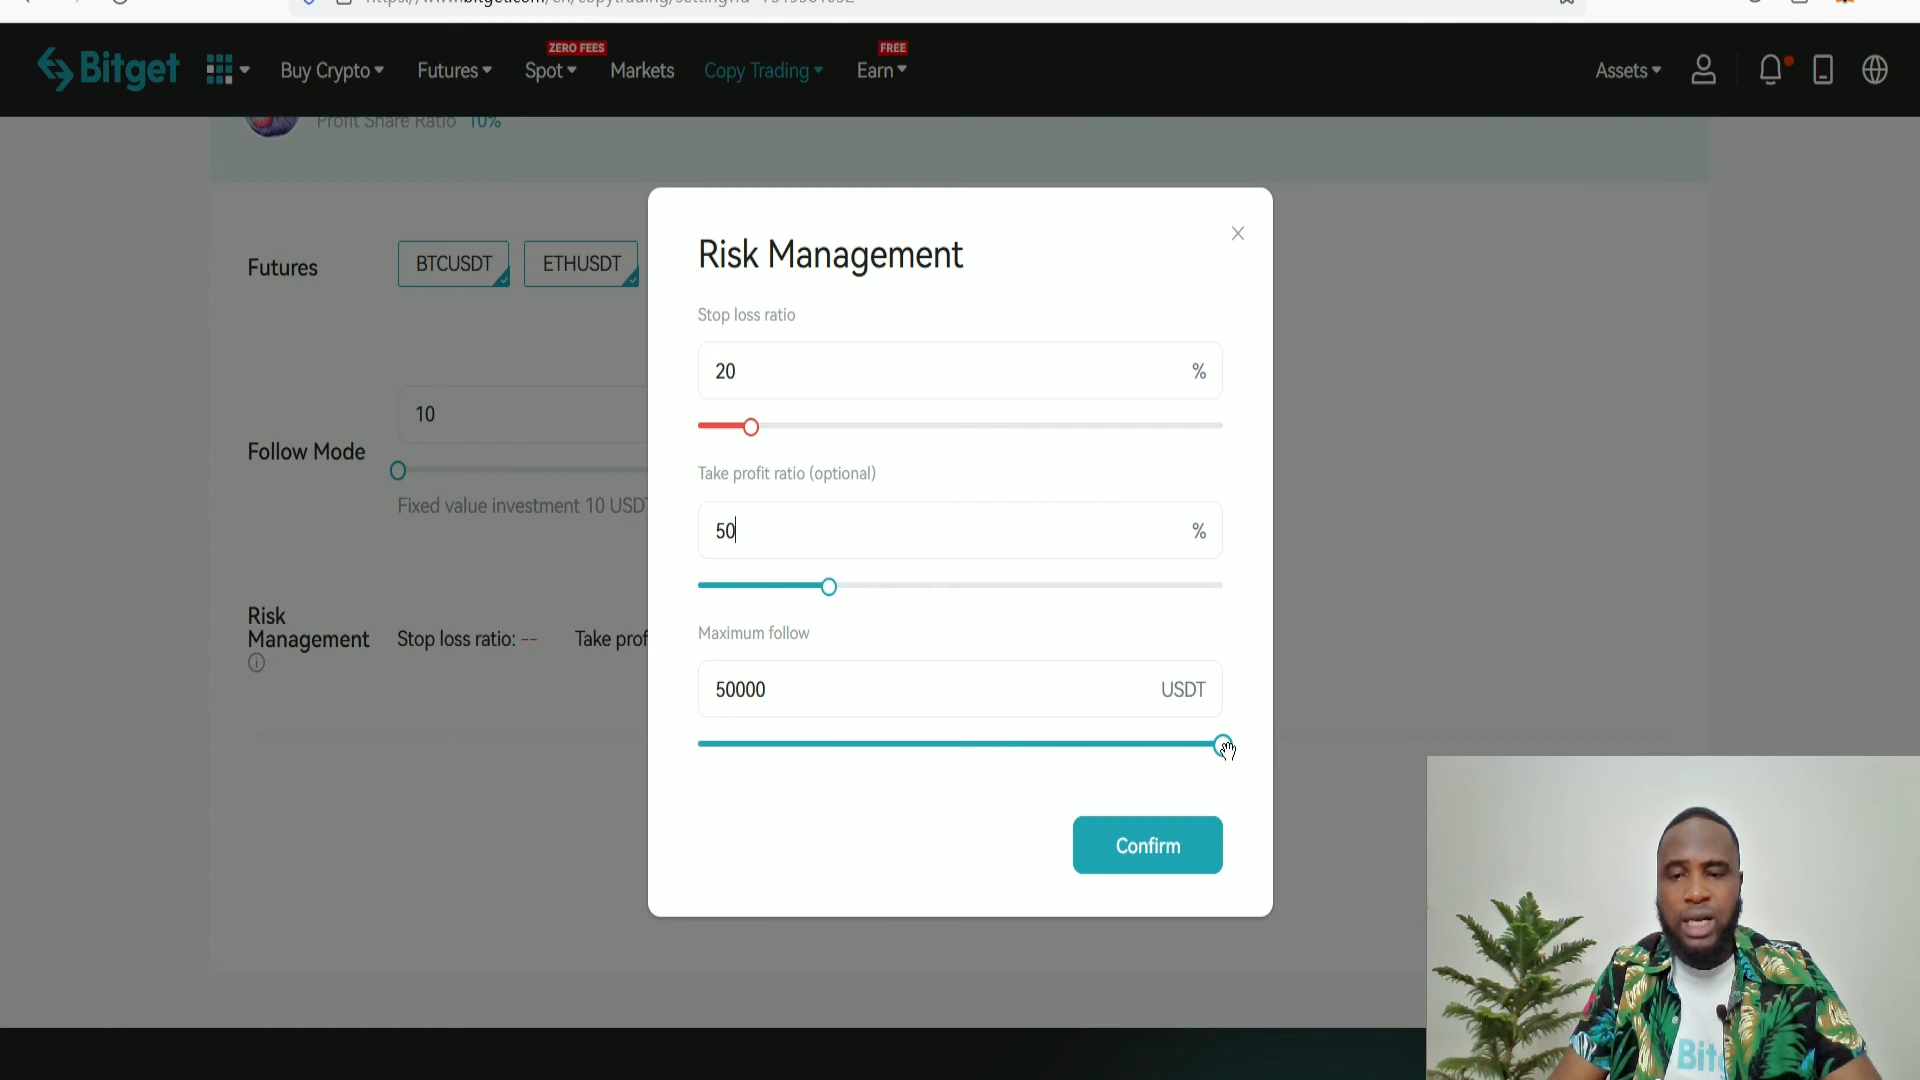 Bitget
Buy Crypto
Futures
ZERO FEES
Spot
Markets
Copy Trading
FREE
Earn
Assets
Profit Share Ratio 10%
Futures
BTCUSDT
ETHUSDT
10
Follow Mode
Fixed value investment 10 USDT
Risk
Management
Stop loss ratio: --
Take prof
Risk Management
Stop loss ratio
20 %
Take profit ratio (optional)
50 %
Maximum follow
50000 USDT
Confirm
Bitg